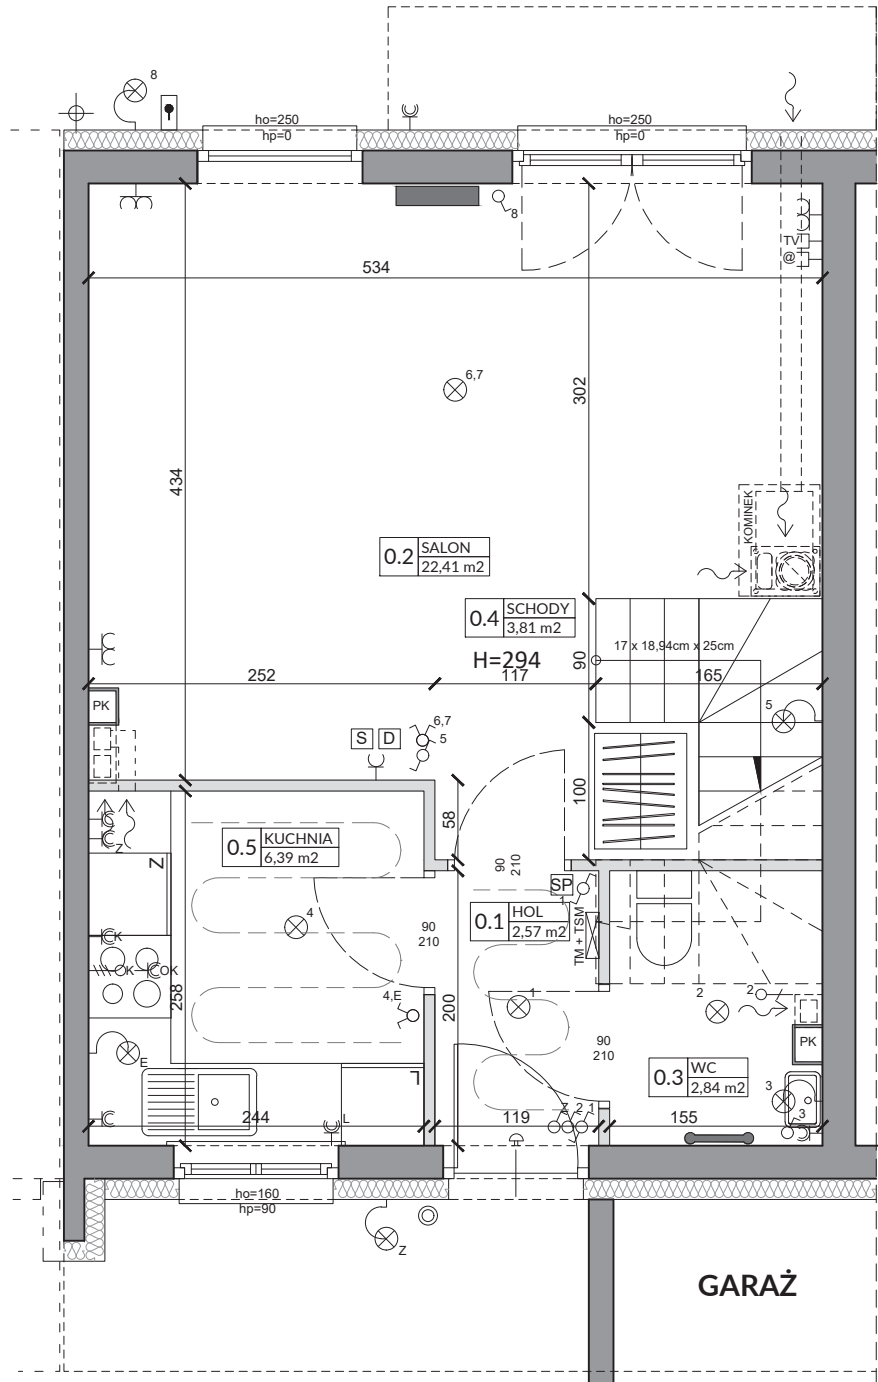 8
ho=250
hp=0
ho=250
hp=0
8
TV
@
534
6,7
302
434
KOMINEK
0.2 SALON
22,41 m2
0.4 SCHODY
3,81 m2
17 x 18,94cm x 25cm
H=294
90
252
117
165
PK
5
6,7
5
S D
100
58
Z
0.5 KUCHNIA
6,39 m2
Z
90
210
SP
1
0.1 HOL
2,57 m2
TM + TSM
4
90
210
K
OK
OK
258
4,E
200
1
2
2
90
210
PK
E
0.3 WC
2,84 m2
3
3
L
244
119
Z 2 1
155
ho=160
hp=90
Z
GARAŻ